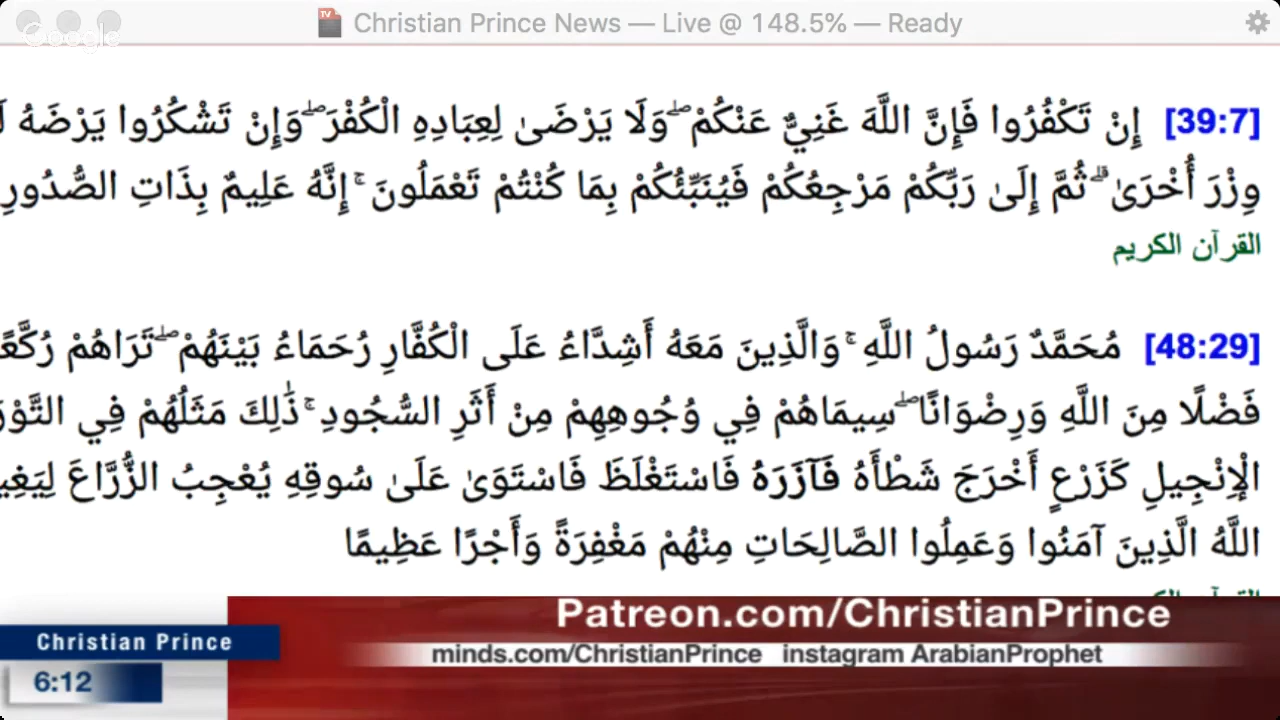 Christian Prince News — Live @ 148.5% — Ready
Google
[39:7] إِنْ تَكْفُرُوا فَإِنَّ اللَّهَ غَنِيٌّ عَنْكُمْ ۖ وَلَا يَرْضَىٰ لِعِبَادِهِ الْكُفْرَ ۖ وَإِنْ تَشْكُرُوا يَرْضَهُ
وِزْرَ أُخْرَىٰ ۗ ثُمَّ إِلَىٰ رَبِّكُمْ مَرْجِعُكُمْ فَيُنَبِّئُكُمْ بِمَا كُنْتُمْ تَعْمَلُونَ ۚ إِنَّهُ عَلِيمٌ بِذَاتِ الصُّدُورِ
القرآن الكريم
[48:29] مُحَمَّدٌ رَسُولُ اللَّهِ ۚ وَالَّذِينَ مَعَهُ أَشِدَّاءُ عَلَى الْكُفَّارِ رُحَمَاءُ بَيْنَهُمْ ۖ تَرَاهُمْ رُكَّعًا
فَضْلًا مِنَ اللَّهِ وَرِضْوَانًا ۖ سِيمَاهُمْ فِي وُجُوهِهِمْ مِنْ أَثَرِ السُّجُودِ ۚ ذَٰلِكَ مَثَلُهُمْ فِي
الْإِنْجِيلِ كَزَرْعٍ أَخْرَجَ شَطْأَهُ فَآزَرَهُ فَاسْتَغْلَظَ فَاسْتَوَىٰ عَلَىٰ سُوقِهِ يُعْجِبُ الزُّرَّاعَ
اللَّهُ الَّذِينَ آمَنُوا وَعَمِلُوا الصَّالِحَاتِ مِنْهُمْ مَغْفِرَةً وَأَجْرًا عَظِيمًا
Patreon.com/ChristianPrince
Christian Prince
minds.com/ChristianPrince instagram ArabianProphet
6:12